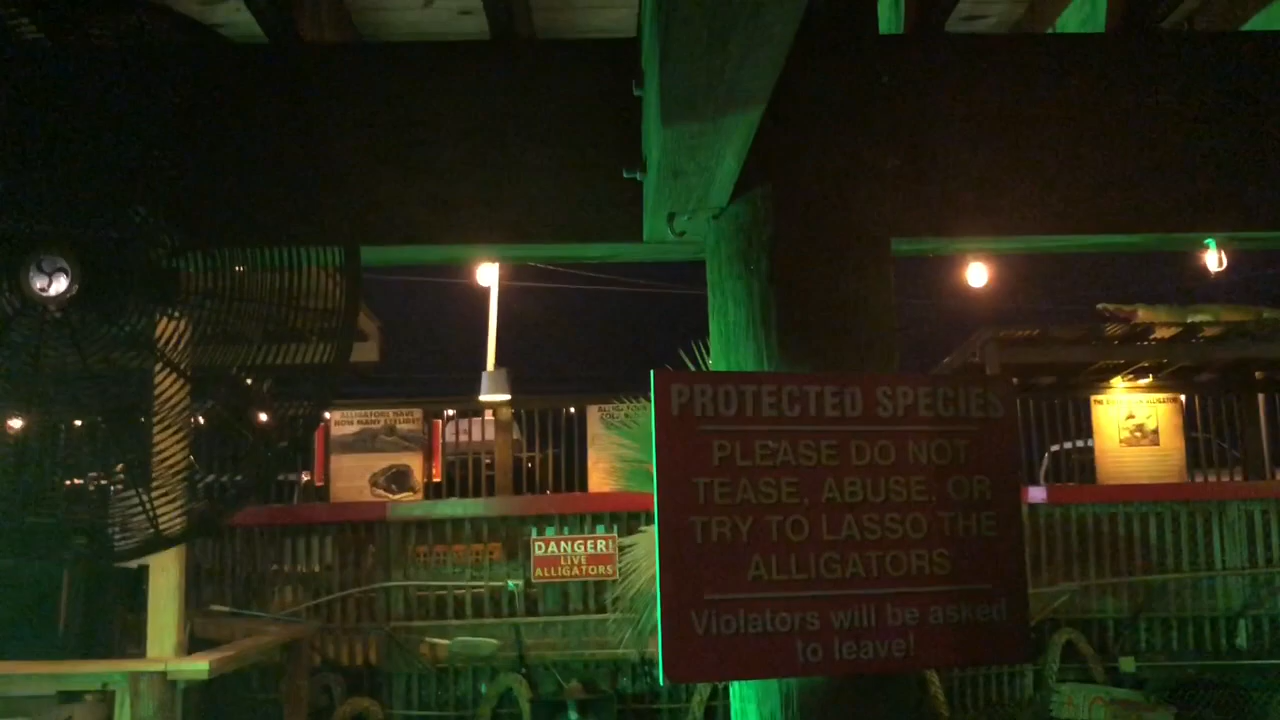 ALLIGATORS HAVE
HOW MANY EYELIDS?
DANGER!
LIVE
ALLIGATORS
PROTECTED SPECIES
PLEASE DO NOT
TEASE, ABUSE, OR
TRY TO LASSO THE
ALLIGATORS
Violators will be asked
to leave!
ALLIGATOR